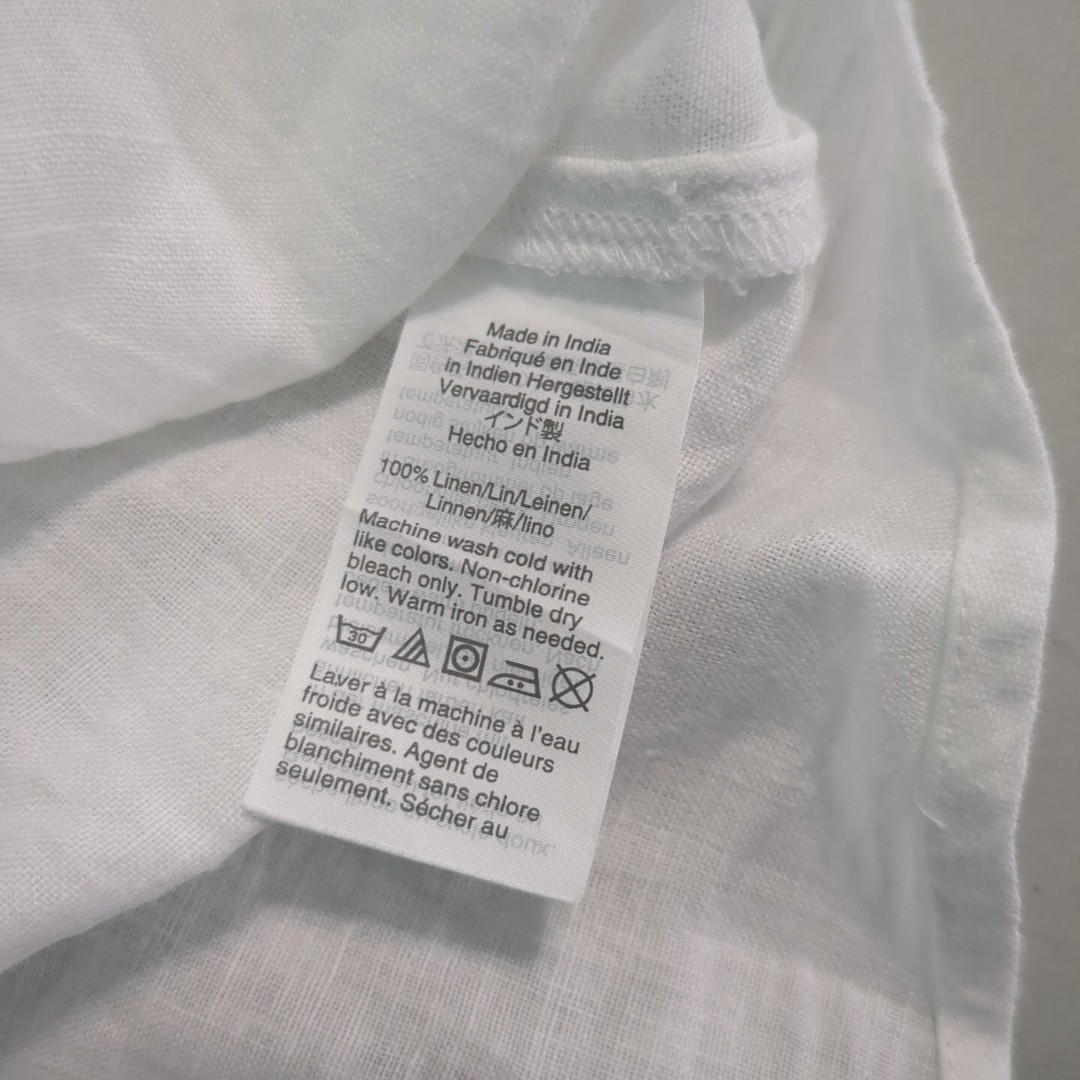 Made in India
Fabriqué en Inde
in Indien Hergestellt
Vervaardigd in India
インド製
Hecho en India
100% Linen/Lin/Leinen/
Linnen/麻/lino
Machine wash cold with
like colors. Non-chlorine
bleach only. Tumble dry
low. Warm iron as needed.
30
Laver à la machine à l'eau
froide avec des couleurs
similaires. Agent de
blanchiment sans chlore
seulement. Sécher au